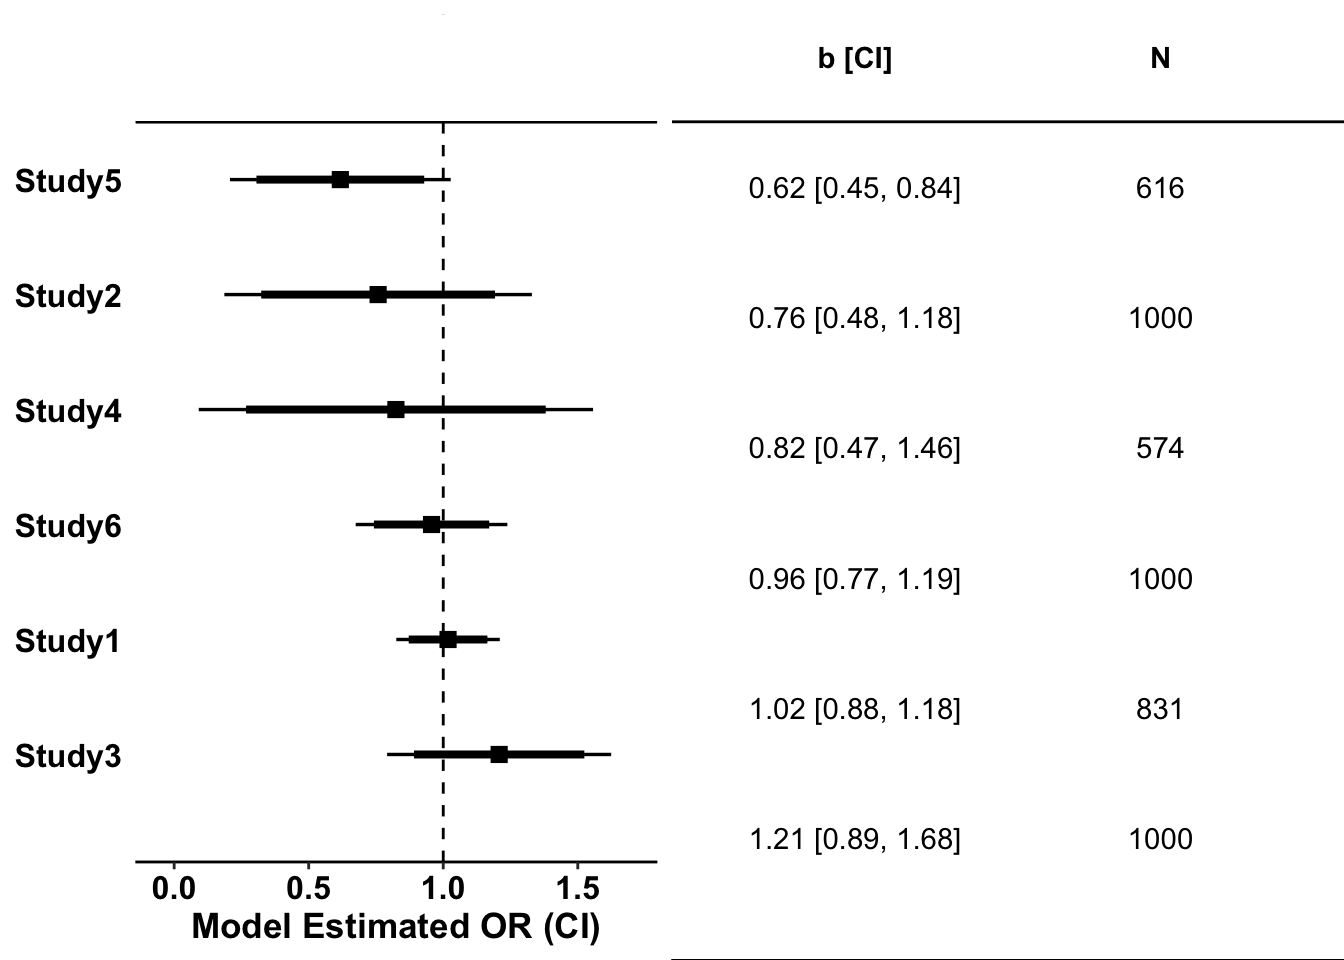 b [CI] N
Study5 0.62 [0.45, 0.84] 616
Study2 0.76 [0.48, 1.18] 1000
Study4 0.82 [0.47, 1.46] 574
Study6 0.96 [0.77, 1.19] 1000
Study1 1.02 [0.88, 1.18] 831
Study3 1.21 [0.89, 1.68] 1000
0.0 0.5 1.0 1.5
Model Estimated OR (CI)